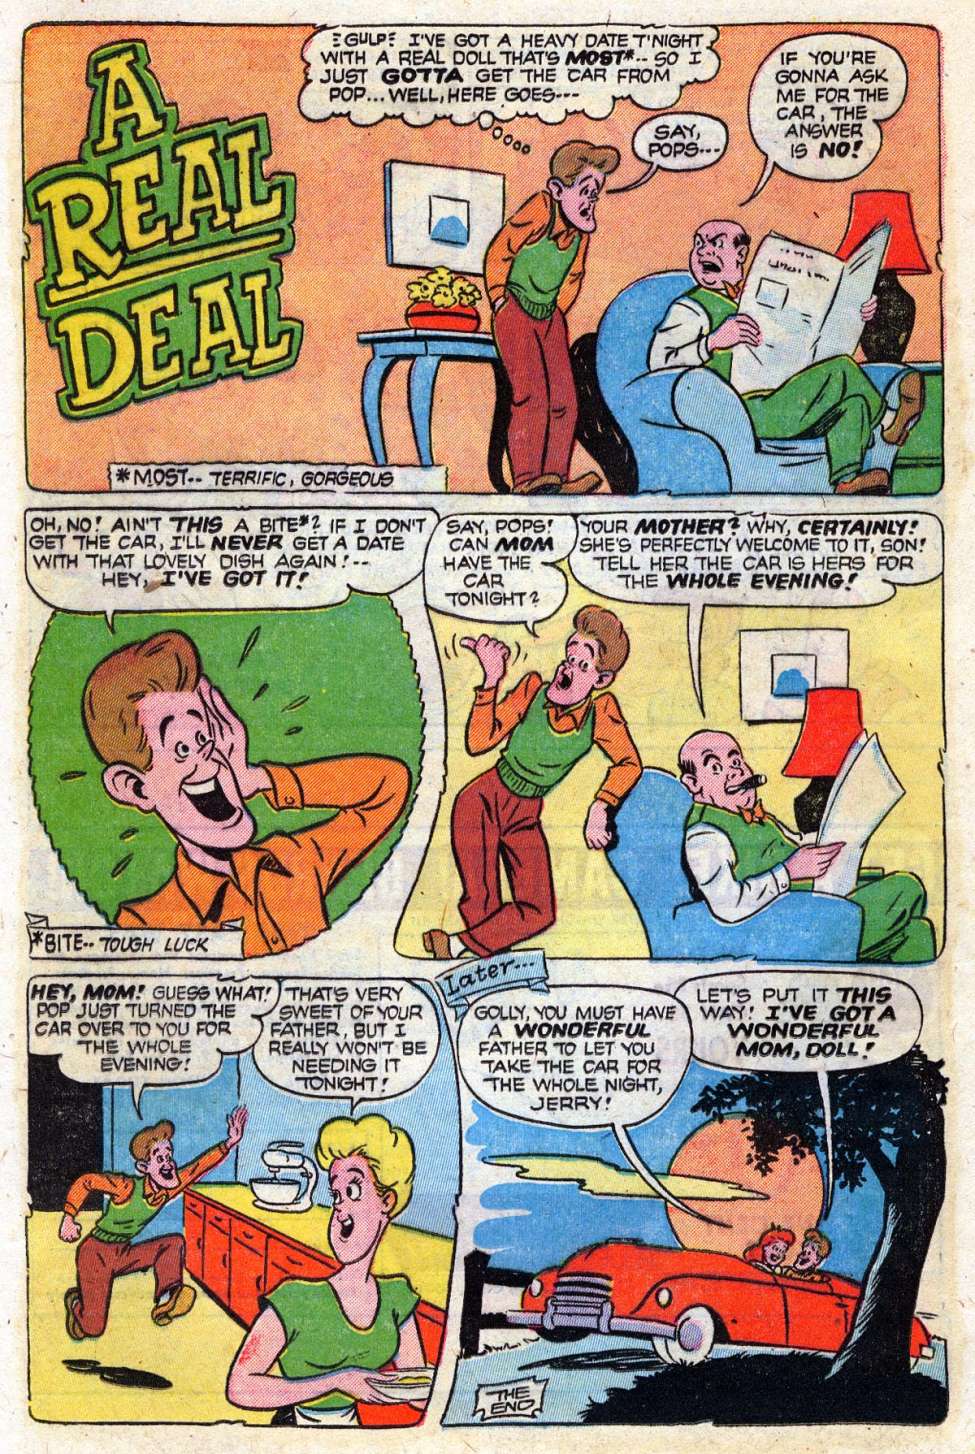 A
REAL
DEAL
:GULP: I'VE GOT A HEAVY DATE T'NIGHT
WITH A REAL DOLL THAT'S MOST*-- SO I
JUST GOTTA GET THE CAR FROM
POP... WELL, HERE GOES---
SAY,
POPS---
IF YOU'RE
GONNA ASK
ME FOR THE
CAR, THE
ANSWER
IS NO!
*MOST-- TERRIFIC, GORGEOUS
OH, NO! AIN'T THIS A BITE*? IF I DON'T
GET THE CAR, I'LL NEVER GET A DATE
WITH THAT LOVELY DISH AGAIN!--
HEY, I'VE GOT IT!
*BITE-- TOUGH LUCK
SAY, POPS!
CAN MOM
HAVE THE
CAR
TONIGHT?
YOUR MOTHER? WHY, CERTAINLY!
SHE'S PERFECTLY WELCOME TO IT, SON!
TELL HER THE CAR IS HERS FOR
THE WHOLE EVENING!
HEY, MOM! GUESS WHAT!
POP JUST TURNED THE
CAR OVER TO YOU FOR
THE WHOLE
EVENING!
THAT'S VERY
SWEET OF YOUR
FATHER, BUT I
REALLY WON'T BE
NEEDING IT
TONIGHT!
Later...
GOLLY, YOU MUST HAVE
A WONDERFUL
FATHER TO LET YOU
TAKE THE CAR FOR
THE WHOLE NIGHT,
JERRY!
LET'S PUT IT THIS
WAY! I'VE GOT A
WONDERFUL
MOM, DOLL!
THE
END